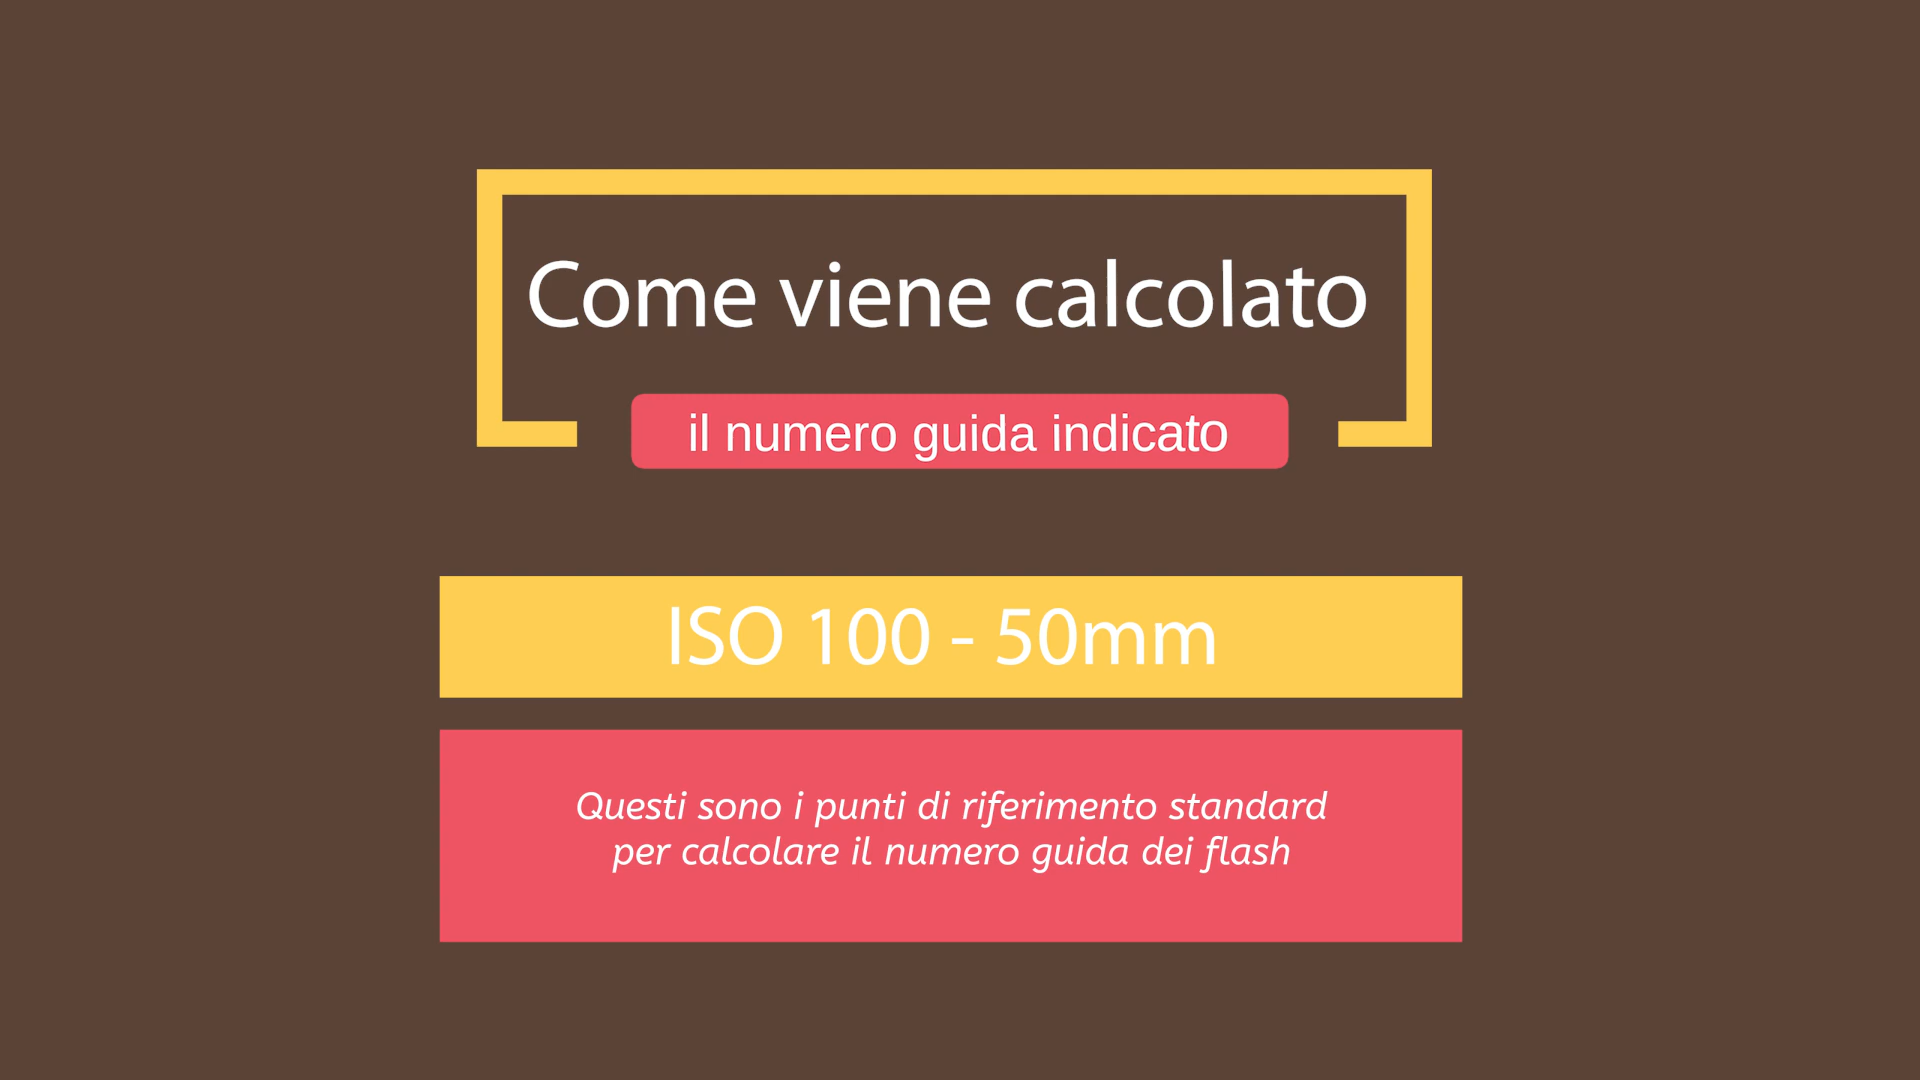 Come viene calcolato
il numero guida indicato
ISO 100 - 50mm
Questi sono i punti di riferimento standard
per calcolare il numero guida dei flash